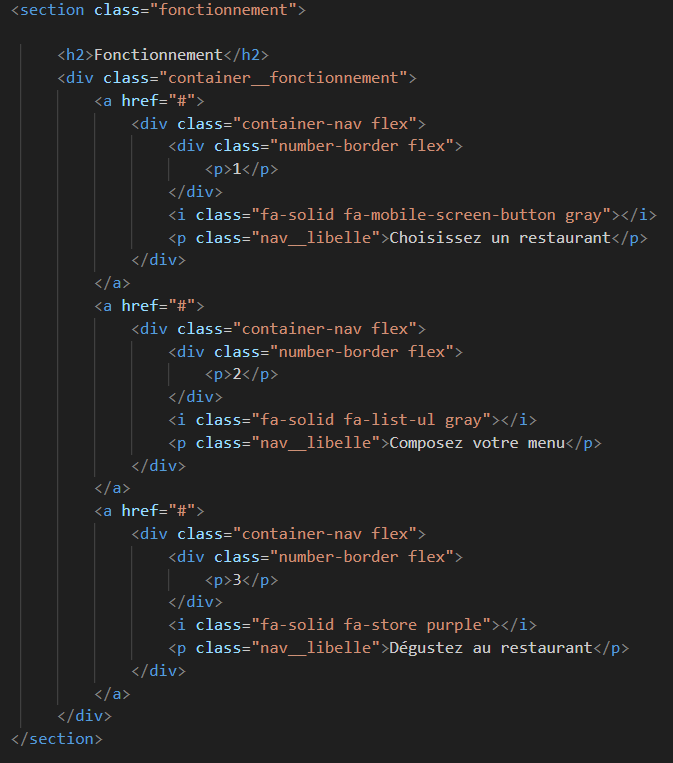 <section class="fonctionnement">
<h2>Fonctionnement</h2>
<div class="container__fonctionnement">
<a href="#">
<div class="container-nav flex">
<div class="number-border flex">
<p>1</p>
</div>
<i class="fa-solid fa-mobile-screen-button gray"></i>
<p class="nav__libelle">Choisissez un restaurant</p>
</div>
</a>
<a href="#">
<div class="container-nav flex">
<div class="number-border flex">
<p>2</p>
</div>
<i class="fa-solid fa-list-ul gray"></i>
<p class="nav__libelle">Composez votre menu</p>
</div>
</a>
<a href="#">
<div class="container-nav flex">
<div class="number-border flex">
<p>3</p>
</div>
<i class="fa-solid fa-store purple"></i>
<p class="nav__libelle">Dégustez au restaurant</p>
</div>
</a>
</div>
</section>